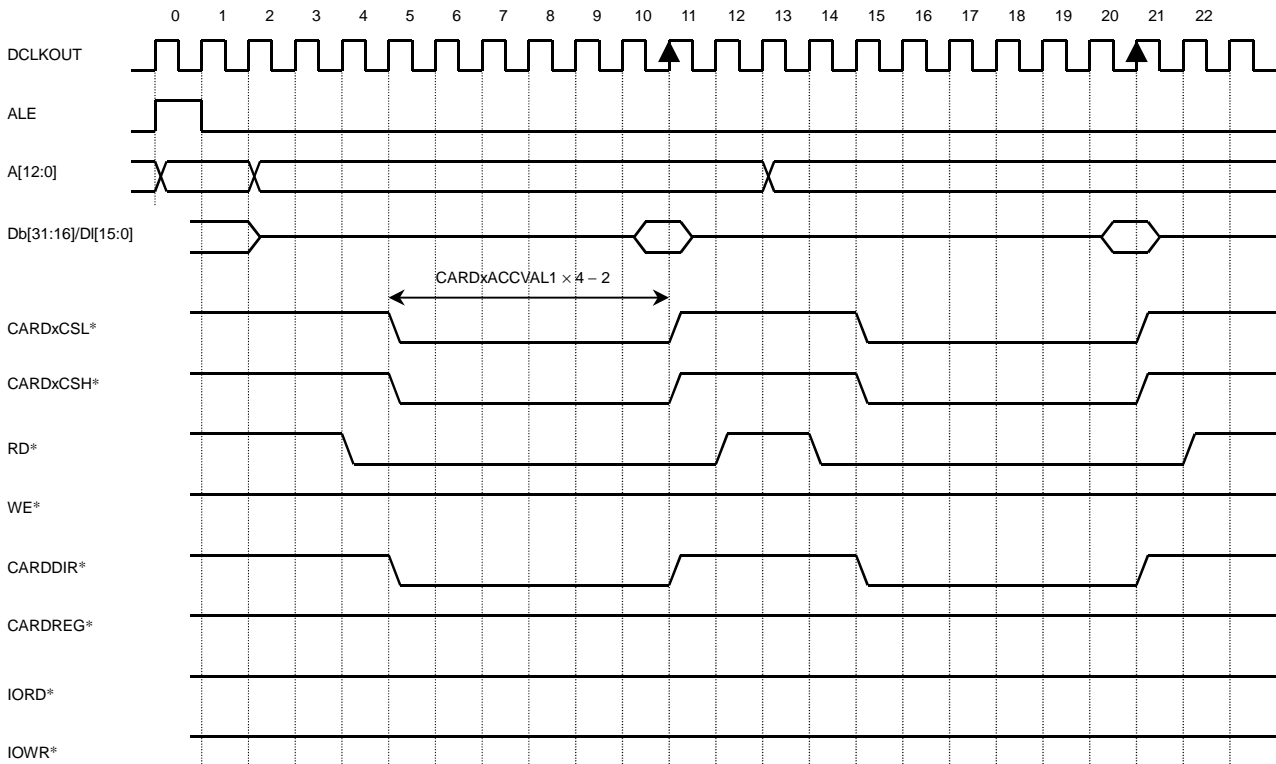 0 1 2 3 4 5 6 7 8 9 10 11 12 13 14 15 16 17 18 19 20 21 22
DCLKOUT
ALE
A[12:0]
Db[31:16]/Dl[15:0]
CARDxACCVAL1 × 4 − 2
CARDxCSL*
CARDxCSH*
RD*
WE*
CARDDIR*
CARDREG*
IORD*
IOWR*